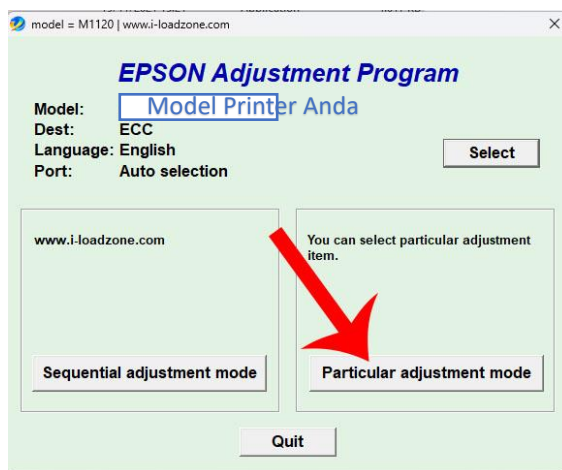 model = M1120 | www.i-loadzone.com
EPSON Adjustment Program
Model: Model Printer Anda
Dest: ECC
Language: English
Port: Auto selection
Select
www.i-loadzone.com
You can select particular adjustment
item.
Sequential adjustment mode
Particular adjustment mode
Quit